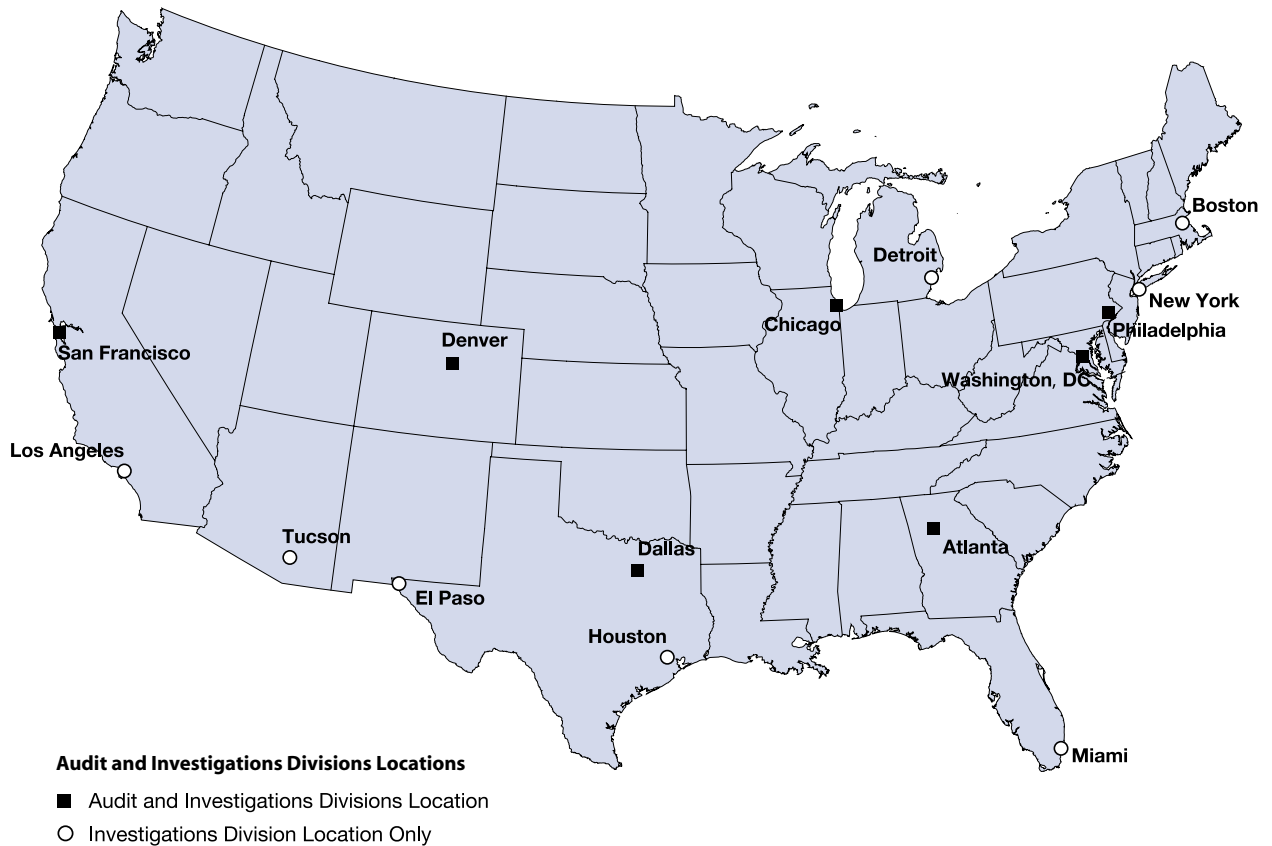 Boston
Detroit
New York
Chicago
Philadelphia
Denver
San Francisco
Washington, DC
Los Angeles
Tucson
Dallas
Atlanta
El Paso
Houston
Miami
Audit and Investigations Divisions Locations
Audit and Investigations Divisions Location
Investigations Division Location Only